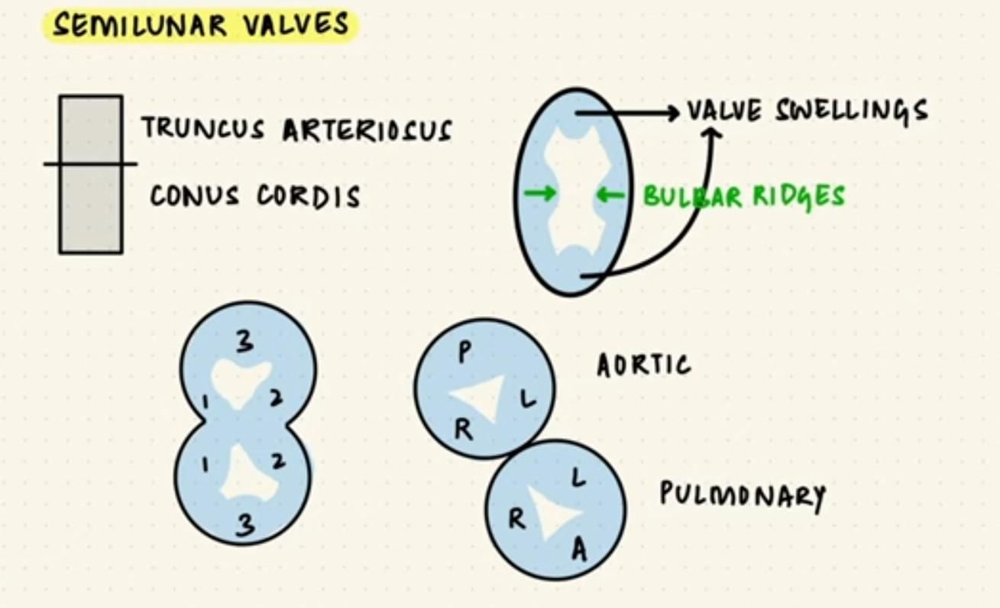 SEMILUNAR VALVES
TRUNCUS ARTERIOSUS
CONUS CORDIS
VALVE SWELLINGS
BULBAR RIDGES
3
1 2
1 2
3
P
L
R
AORTIC
L
R
A
PULMONARY